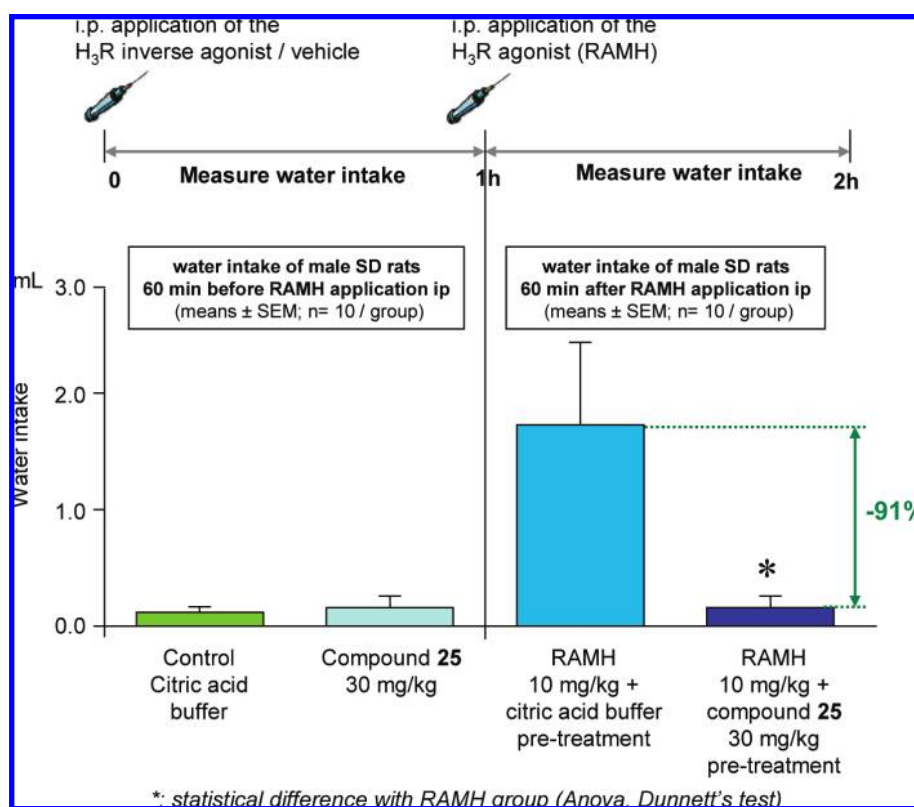 i.p. application of the
H₃R inverse agonist / vehicle
i.p. application of the
H₃R agonist (RAMH)
0
Measure water intake
1h
Measure water intake
2h
water intake of male SD rats
60 min before RAMH application ip
(means ± SEM; n= 10 / group)
water intake of male SD rats
60 min after RAMH application ip
(means ± SEM; n= 10 / group)
mL
3.0
2.0
1.0
0.0
Water intake
-91%
*
Control
Citric acid
buffer
Compound 25
30 mg/kg
RAMH
10 mg/kg +
citric acid buffer
pre-treatment
RAMH
10 mg/kg +
compound 25
30 mg/kg
pre-treatment
*: statistical difference with RAMH group (Anova, Dunnett's test)